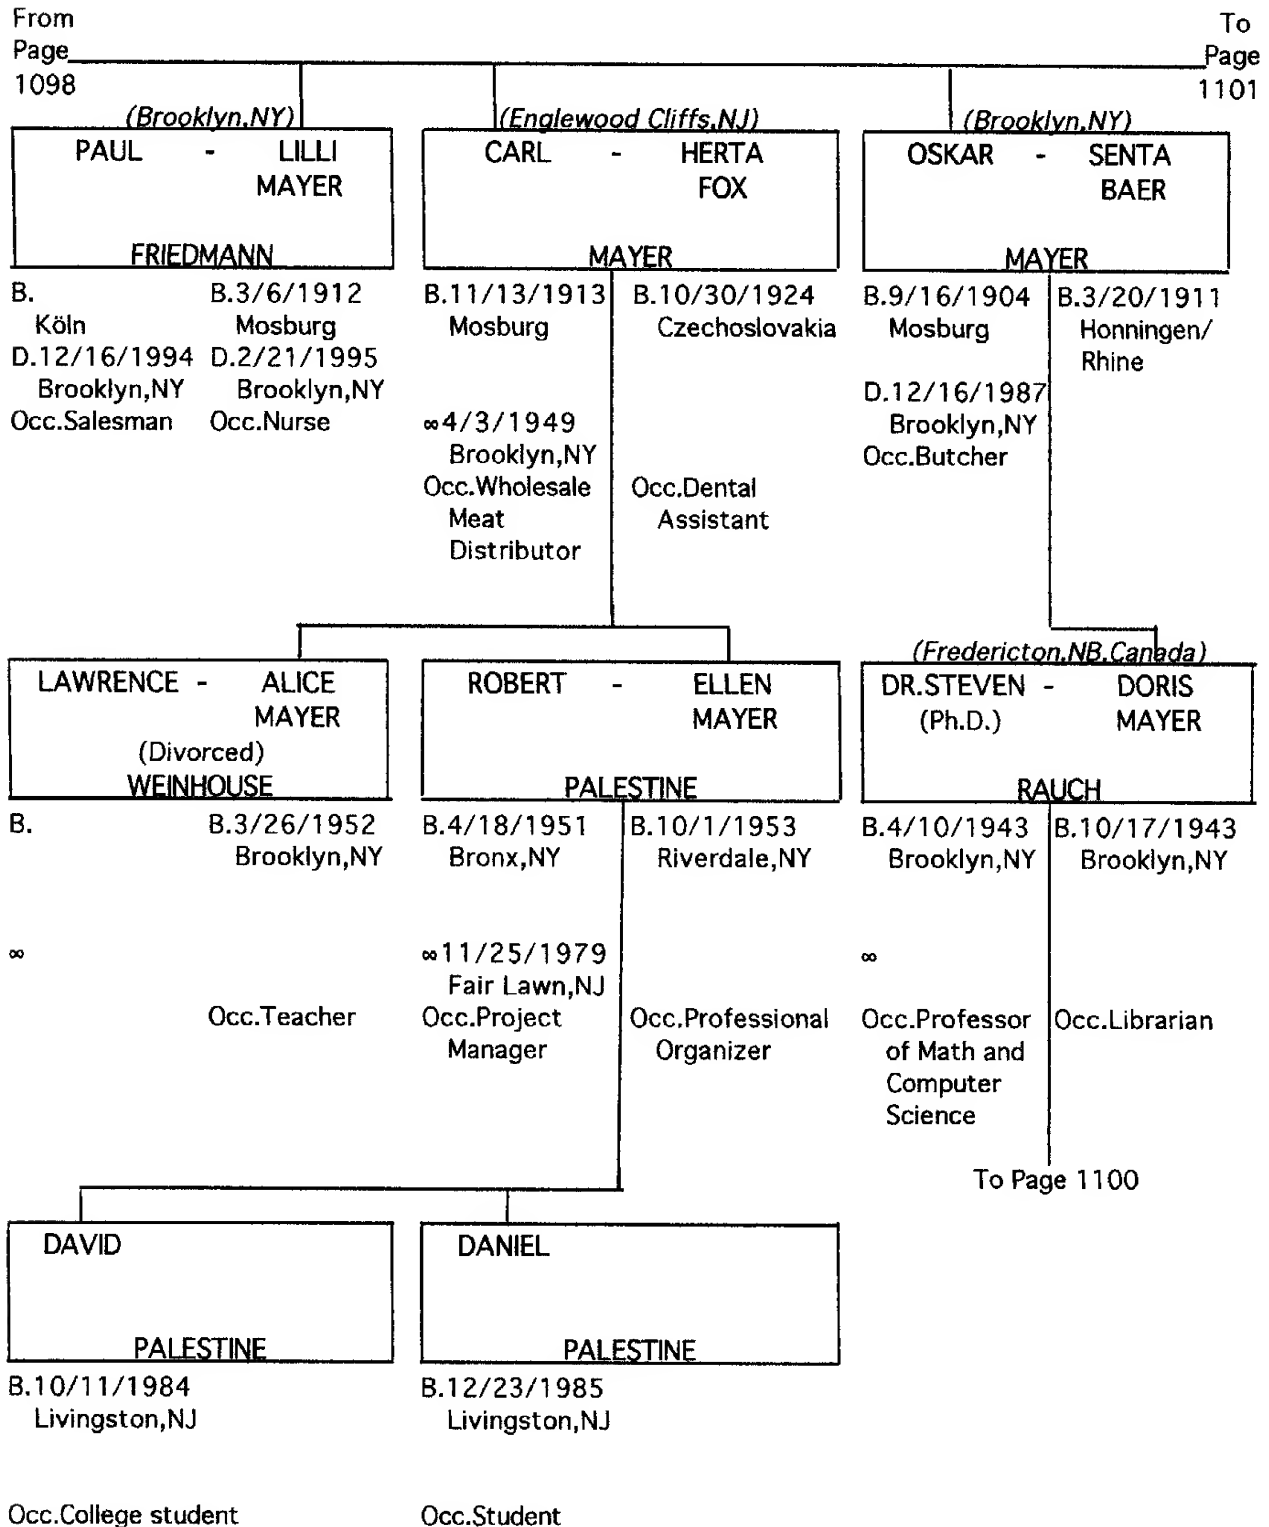 From
Page
1098
To
Page
1101
(Brooklyn,NY)
PAUL - LILLI
MAYER
FRIEDMANN
B.
Köln
D.12/16/1994
Brooklyn,NY
Occ.Salesman
B.3/6/1912
Mosburg
D.2/21/1995
Brooklyn,NY
Occ.Nurse
(Englewood Cliffs,NJ)
CARL - HERTA
FOX
MAYER
B.11/13/1913
Mosburg
∞4/3/1949
Brooklyn,NY
Occ.Wholesale
Meat
Distributor
B.10/30/1924
Czechoslovakia
Occ.Dental
Assistant
(Brooklyn,NY)
OSKAR - SENTA
BAER
MAYER
B.9/16/1904
Mosburg
D.12/16/1987
Brooklyn,NY
Occ.Butcher
B.3/20/1911
Honningen/
Rhine
LAWRENCE - ALICE
MAYER
(Divorced)
WEINHOUSE
B.
∞
B.3/26/1952
Brooklyn,NY
Occ.Teacher
ROBERT - ELLEN
MAYER
PALESTINE
B.4/18/1951
Bronx,NY
∞11/25/1979
Fair Lawn,NJ
Occ.Project
Manager
B.10/1/1953
Riverdale,NY
Occ.Professional
Organizer
(Fredericton,NB,Canada)
DR.STEVEN - DORIS
(Ph.D.) MAYER
RAUCH
B.4/10/1943
Brooklyn,NY
∞
Occ.Professor
of Math and
Computer
Science
B.10/17/1943
Brooklyn,NY
Occ.Librarian
To Page 1100
DAVID
PALESTINE
B.10/11/1984
Livingston,NJ
Occ.College student
DANIEL
PALESTINE
B.12/23/1985
Livingston,NJ
Occ.Student